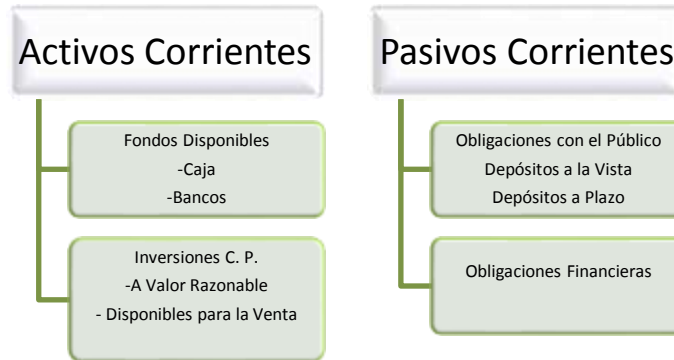 Activos Corrientes
Fondos Disponibles
-Caja
-Bancos
Inversiones C. P.
-A Valor Razonable
- Disponibles para la Venta
Pasivos Corrientes
Obligaciones con el Público
Depósitos a la Vista
Depósitos a Plazo
Obligaciones Financieras